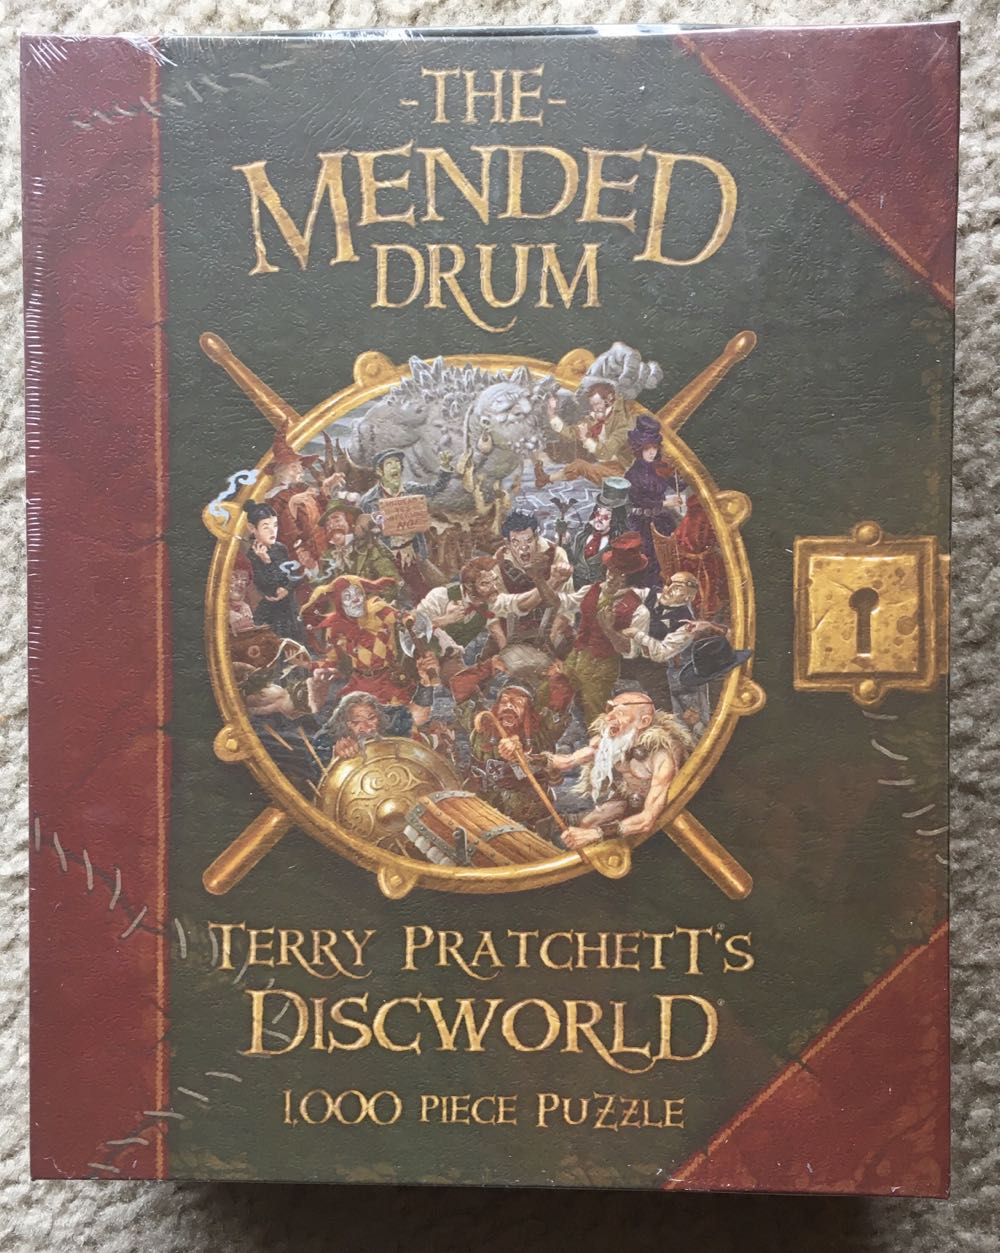 -THE-
MENDED
DRUM
TERRY PRATCHETT'S
DISCWORLD®
1,000 PIECE PUZZLE